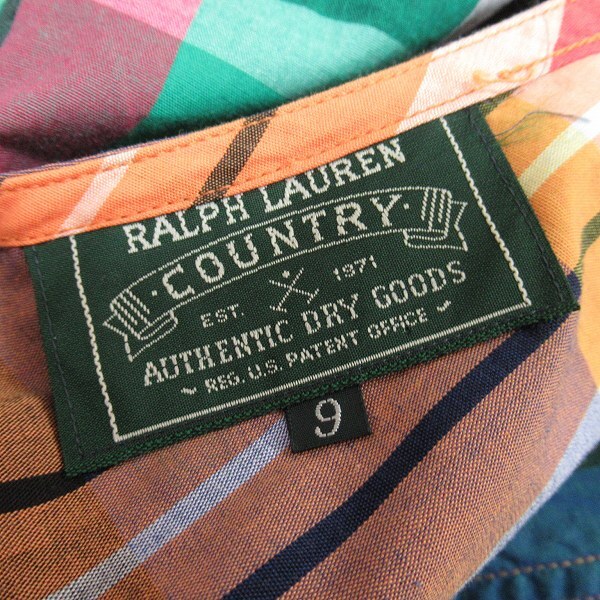 RALPH LAUREN
COUNTRY
EST. 1971
AUTHENTIC DRY GOODS
REG. U.S. PATENT OFFICE
9